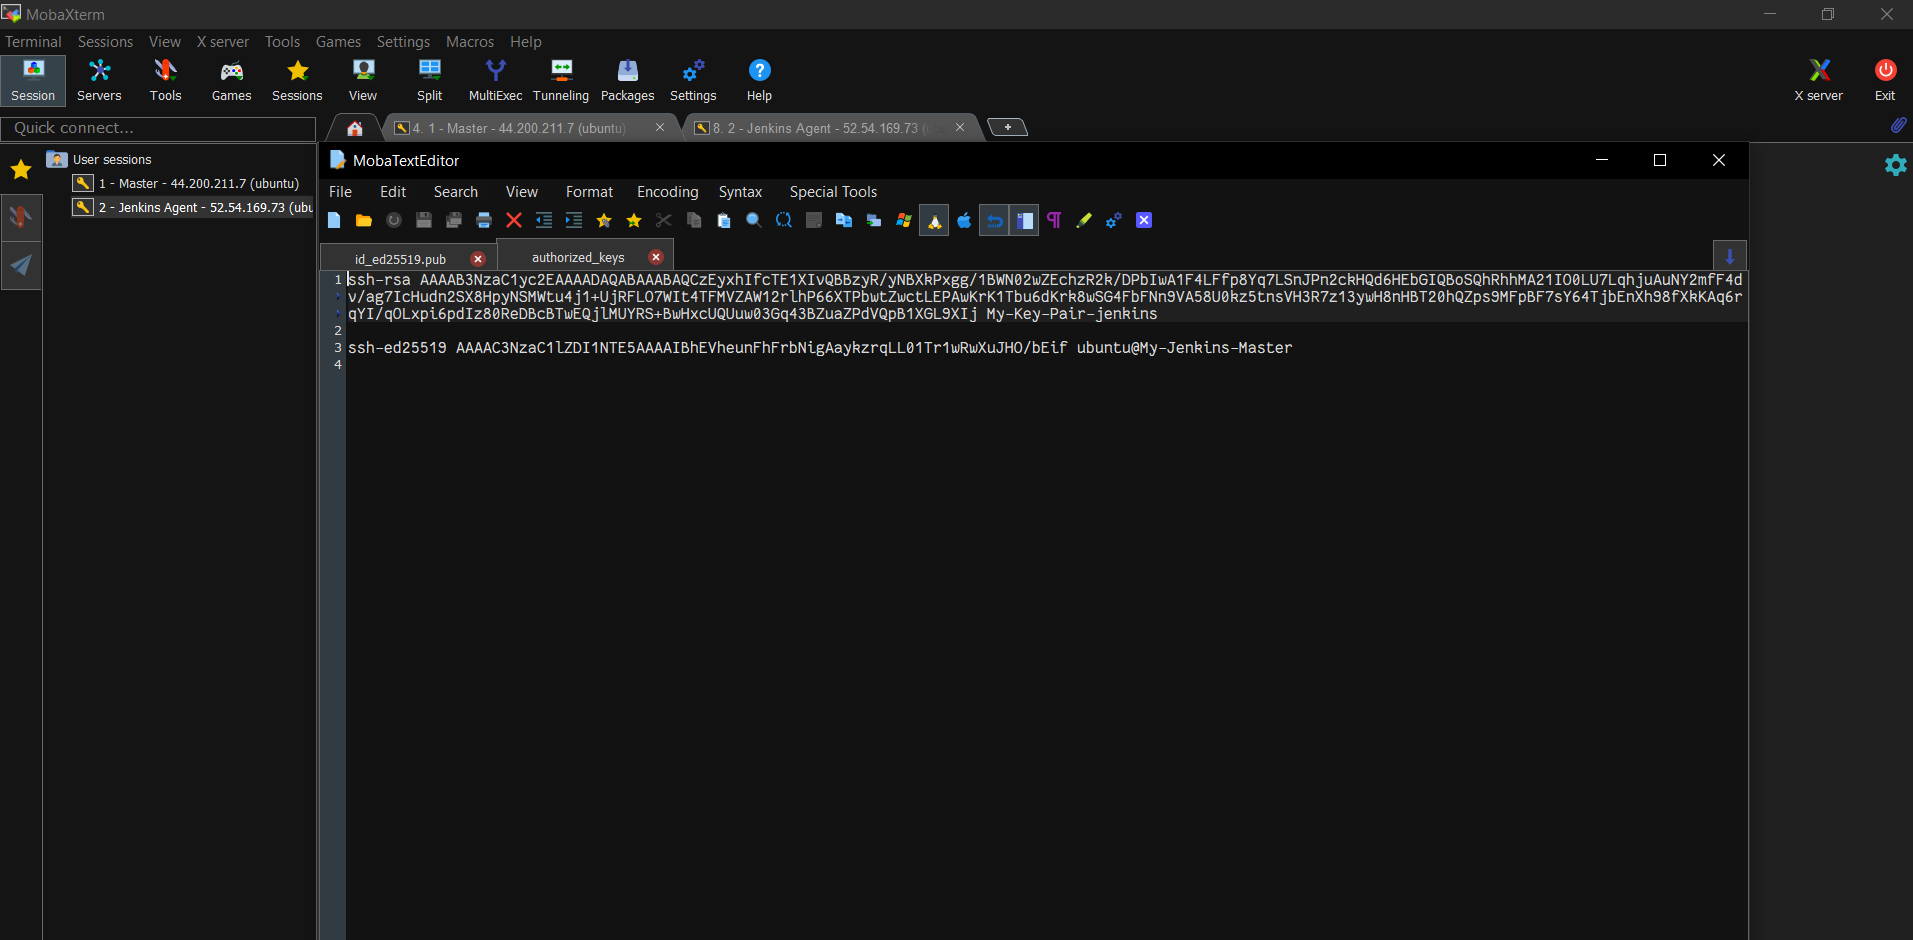 MobaXterm
Terminal Sessions View X server Tools Games Settings Macros Help
Session Servers Tools Games Sessions View Split MultiExec Tunneling Packages Settings Help X server Exit
Quick connect...
4. 1 - Master - 44.200.211.7 (ubuntu)
8. 2 - Jenkins Agent - 52.54.169.73 (
User sessions
1 - Master - 44.200.211.7 (ubuntu)
2 - Jenkins Agent - 52.54.169.73 (ubu
MobaTextEditor
File Edit Search View Format Encoding Syntax Special Tools
id_ed25519.pub authorized_keys
1 ssh-rsa AAAAB3NzaC1yc2EAAAADAQABAAABAQCzEyxhIfcTE1XIvQBBzyR/yNBXkPxgg/1BWN02wZEchzR2k/DPbIwA1F4LFfp8Yq7LSnJPn2ckHQd6HEbGIQBoSQhRhhMA21IO0LU7LqhjuAuNY2mfF4d
v/ag7IcHudn2SX8HpyNSMWtu4j1+UjRFLO7WIt4TFMVZAW12rlhP66XTPbwtZwctLEPAwKrK1Tbu6dKrk8wSG4FbFNn9VA58U0kz5tnsVH3R7z13ywH8nHBT20hQZps9MFpBF7sY64TjbEnXh98fXkKAq6r
qYI/qOLxpi6pdIz80ReDBcBTwEQjlMUYRS+BwHxcUQUuw03Gq43BZuaZPdVQpB1XGL9XIj My-Key-Pair-jenkins
2
3 ssh-ed25519 AAAAC3NzaC1lZDI1NTE5AAAAIBhEVheunFhFrbNigAaykzrqLL01Tr1wRwXuJHO/bEif ubuntu@My-Jenkins-Master
4